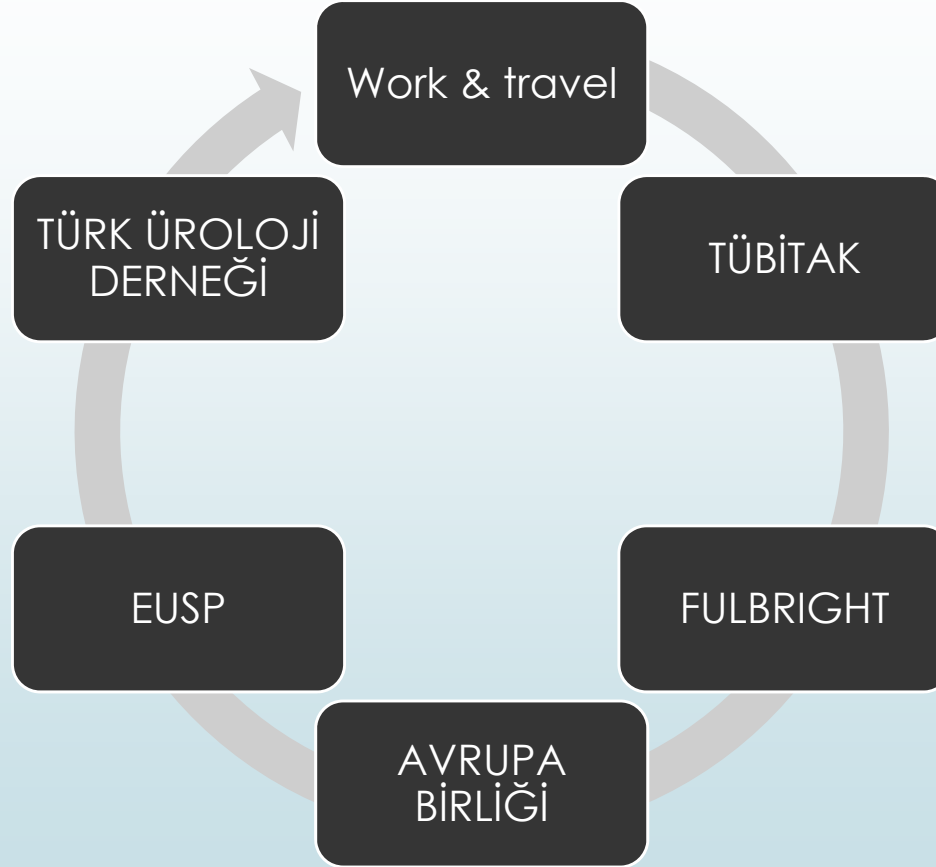 Work & travel
TÜBİTAK
FULBRIGHT
AVRUPA
BİRLİĞİ
EUSP
TÜRK ÜROLOJİ
DERNEĞİ